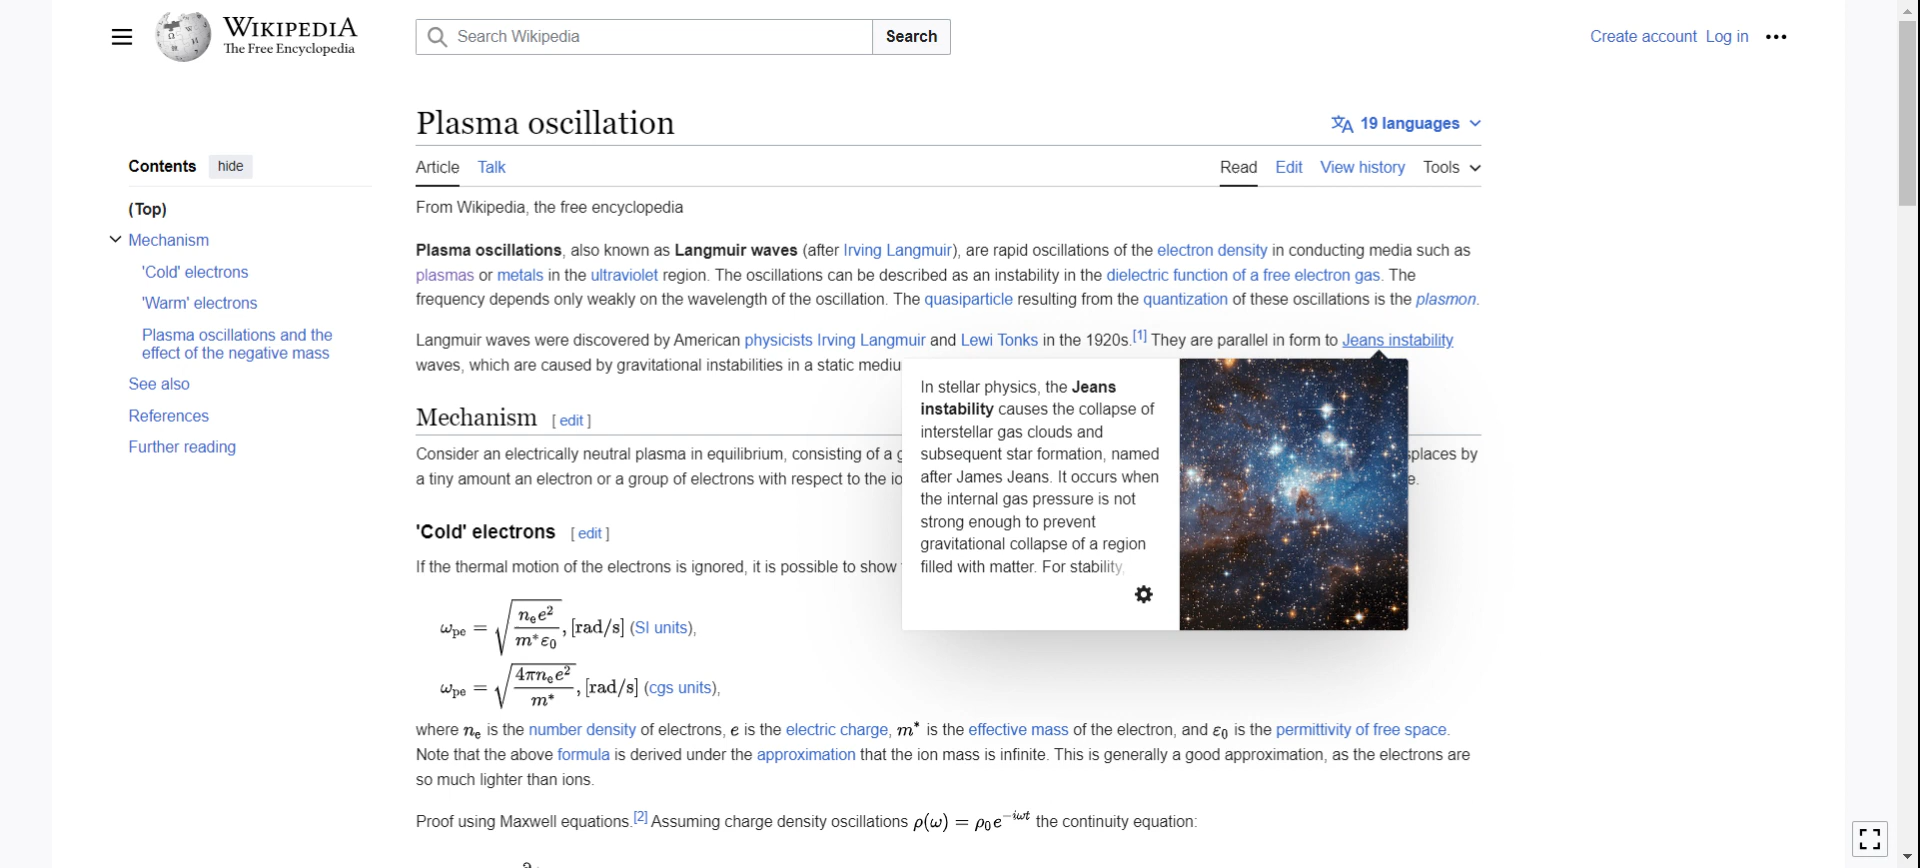 WIKIPEDIA
The Free Encyclopedia
Search Wikipedia
Search
Create account Log in
Plasma oscillation
19 languages
Contents hide
Article Talk
Read Edit View history Tools
(Top)
Mechanism
'Cold' electrons
'Warm' electrons
Plasma oscillations and the
effect of the negative mass
See also
References
Further reading
From Wikipedia, the free encyclopedia
Plasma oscillations, also known as Langmuir waves (after Irving Langmuir), are rapid oscillations of the electron density in conducting media such as
plasmas or metals in the ultraviolet region. The oscillations can be described as an instability in the dielectric function of a free electron gas. The
frequency depends only weakly on the wavelength of the oscillation. The quasiparticle resulting from the quantization of these oscillations is the plasmon.
Langmuir waves were discovered by American physicists Irving Langmuir and Lewi Tonks in the 1920s.[1] They are parallel in form to Jeans instability
waves, which are caused by gravitational instabilities in a static mediu
Mechanism [ edit ]
Consider an electrically neutral plasma in equilibrium, consisting of a g
places by
a tiny amount an electron or a group of electrons with respect to the io
e.
'Cold' electrons [ edit ]
If the thermal motion of the electrons is ignored, it is possible to show
ωpe = √(nₑe²/m*ε₀), [rad/s] (SI units),
ωpe = √(4πnₑe²/m*), [rad/s] (cgs units),
where nₑ is the number density of electrons, e is the electric charge, m* is the effective mass of the electron, and ε₀ is the permittivity of free space.
Note that the above formula is derived under the approximation that the ion mass is infinite. This is generally a good approximation, as the electrons are
so much lighter than ions.
Proof using Maxwell equations.[2] Assuming charge density oscillations ρ(ω) = ρ₀e^−iωt the continuity equation:
In stellar physics, the Jeans
instability causes the collapse of
interstellar gas clouds and
subsequent star formation, named
after James Jeans. It occurs when
the internal gas pressure is not
strong enough to prevent
gravitational collapse of a region
filled with matter. For stability,